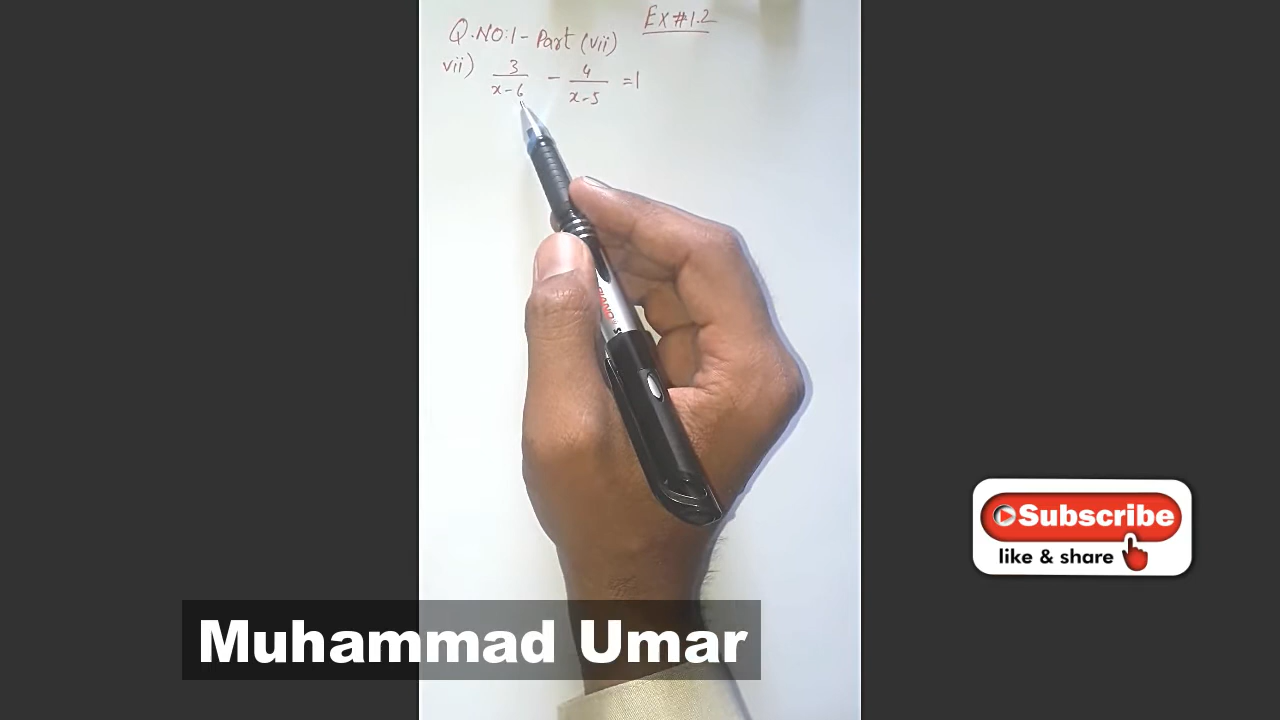 Ex#1.2
Q.NO:1- Part (vii)
vii) 3/(x-6) - 4/(x-5) =1
Subscribe
like & share
Muhammad Umar